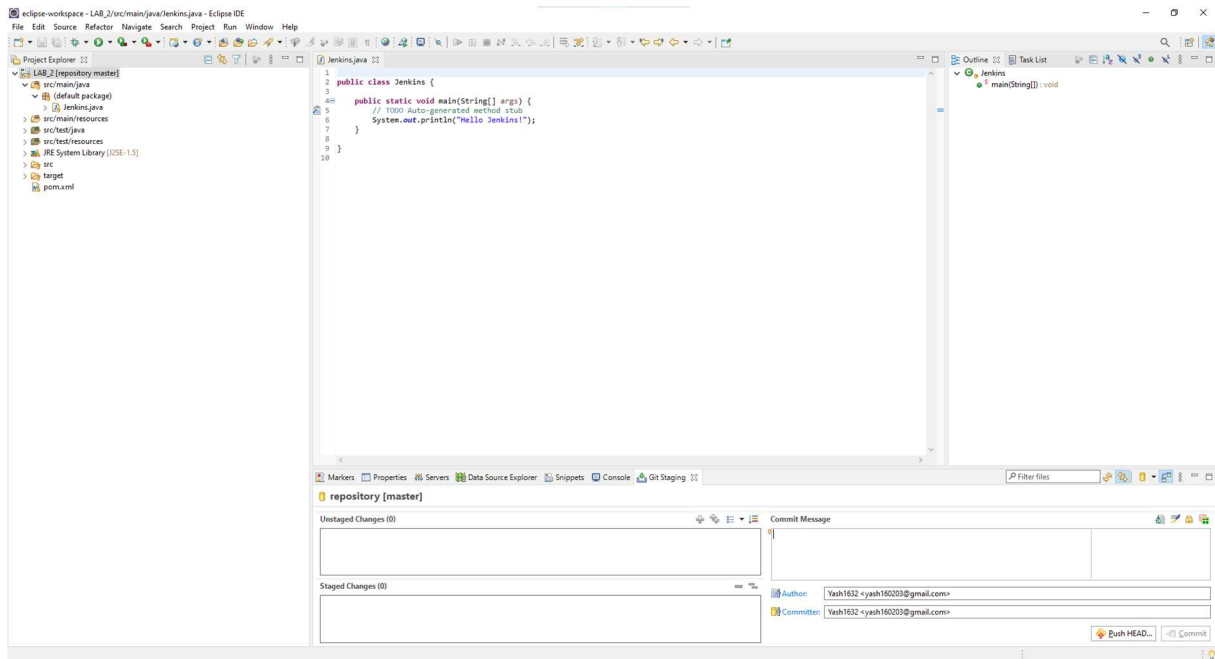 eclipse-workspace - LAB_2/src/main/java/Jenkins.java - Eclipse IDE
File Edit Source Refactor Navigate Search Project Run Window Help
Project Explorer
LAB_2 [repository master]
src/main/java
(default package)
Jenkins.java
src/main/resources
src/test/java
src/test/resources
JRE System Library [J2SE-1.5]
src
target
pom.xml
Jenkins.java
1
2 public class Jenkins {
3
4 public static void main(String[] args) {
5 // TODO Auto-generated method stub
6 System.out.println("Hello Jenkins!");
7 }
8
9 }
10
Outline Task List
Jenkins
S main(String[]) : void
Markers Properties Servers Data Source Explorer Snippets Console Git Staging
Filter files
repository [master]
Unstaged Changes (0)
Staged Changes (0)
Commit Message
Author: Yash1632 <yash160203@gmail.com>
Committer: Yash1632 <yash160203@gmail.com>
Push HEAD... Commit